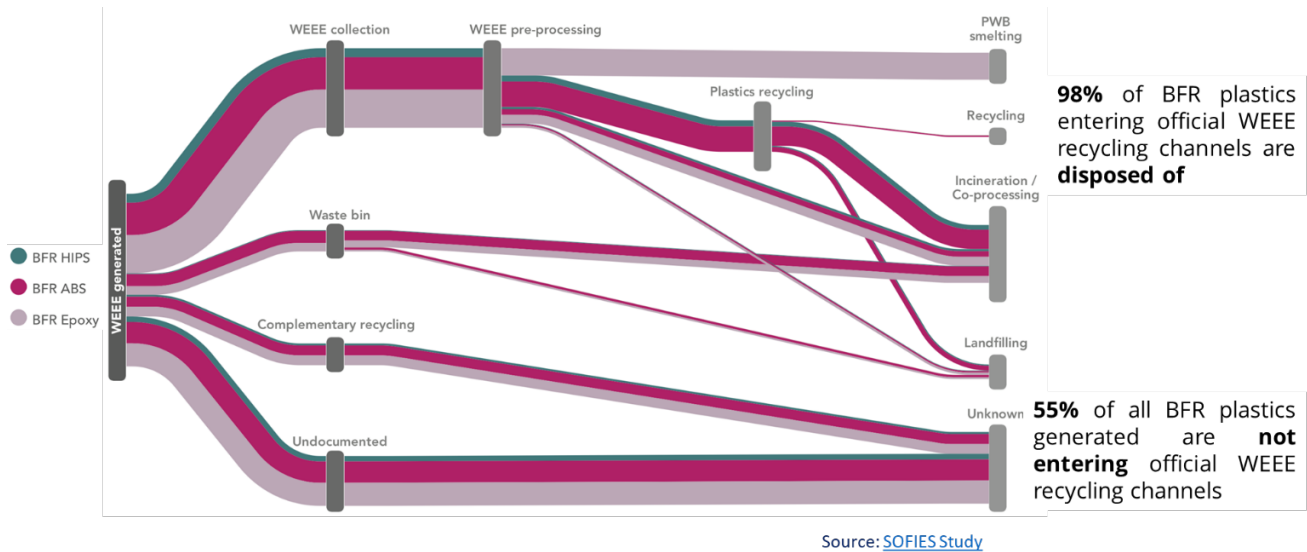 WEEE collection
WEEE pre-processing
PWB
smelting
Plastics recycling
Recycling
98% of BFR plastics
entering official WEEE
recycling channels are
disposed of
Incineration /
Co-processing
Waste bin
BFR HIPS
BFR ABS
BFR Epoxy
WEEE generated
Complementary recycling
Landfilling
Unknown
55% of all BFR plastics
generated are not
entering official WEEE
recycling channels
Undocumented
Source: SOFIES Study